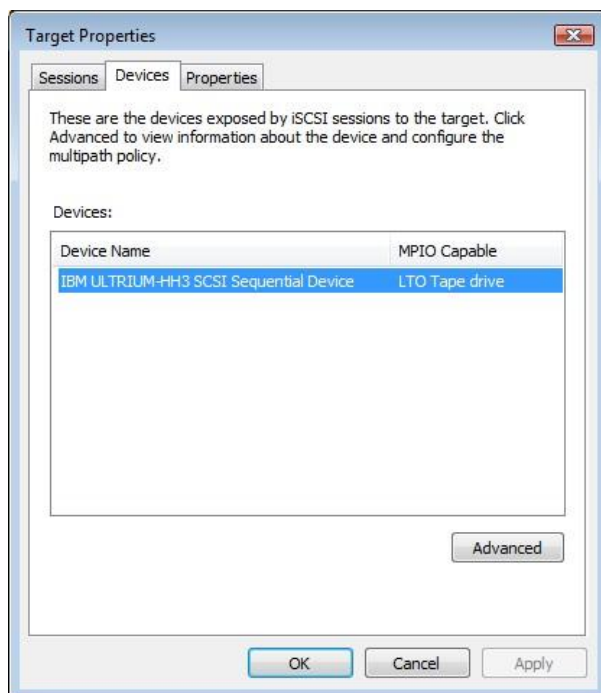 Target Properties
Sessions Devices Properties
These are the devices exposed by iSCSI sessions to the target. Click
Advanced to view information about the device and configure the
multipath policy.
Devices:
Device Name MPIO Capable
IBM ULTRIUM-HH3 SCSI Sequential Device LTO Tape drive
Advanced
OK Cancel Apply